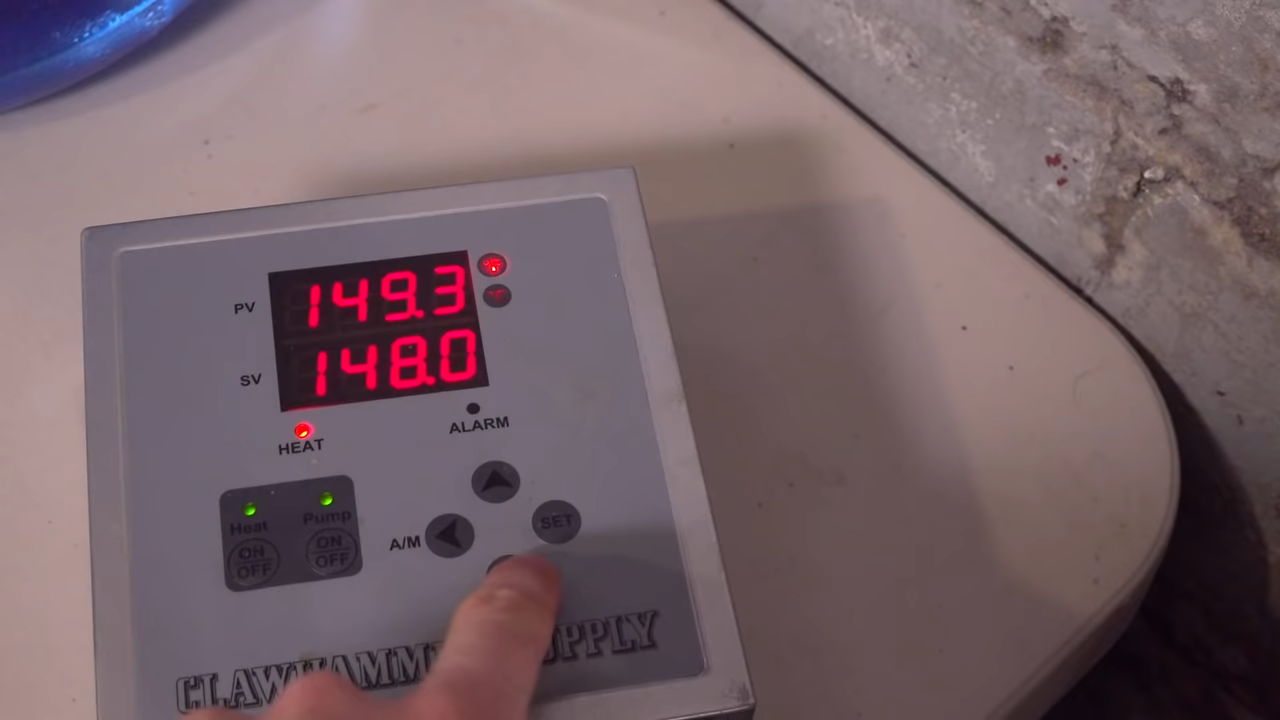 PV 149.3 °F
°C
SV 148.0
HEAT ALARM
Heat Pump
ON OFF ON OFF
SET
A/M